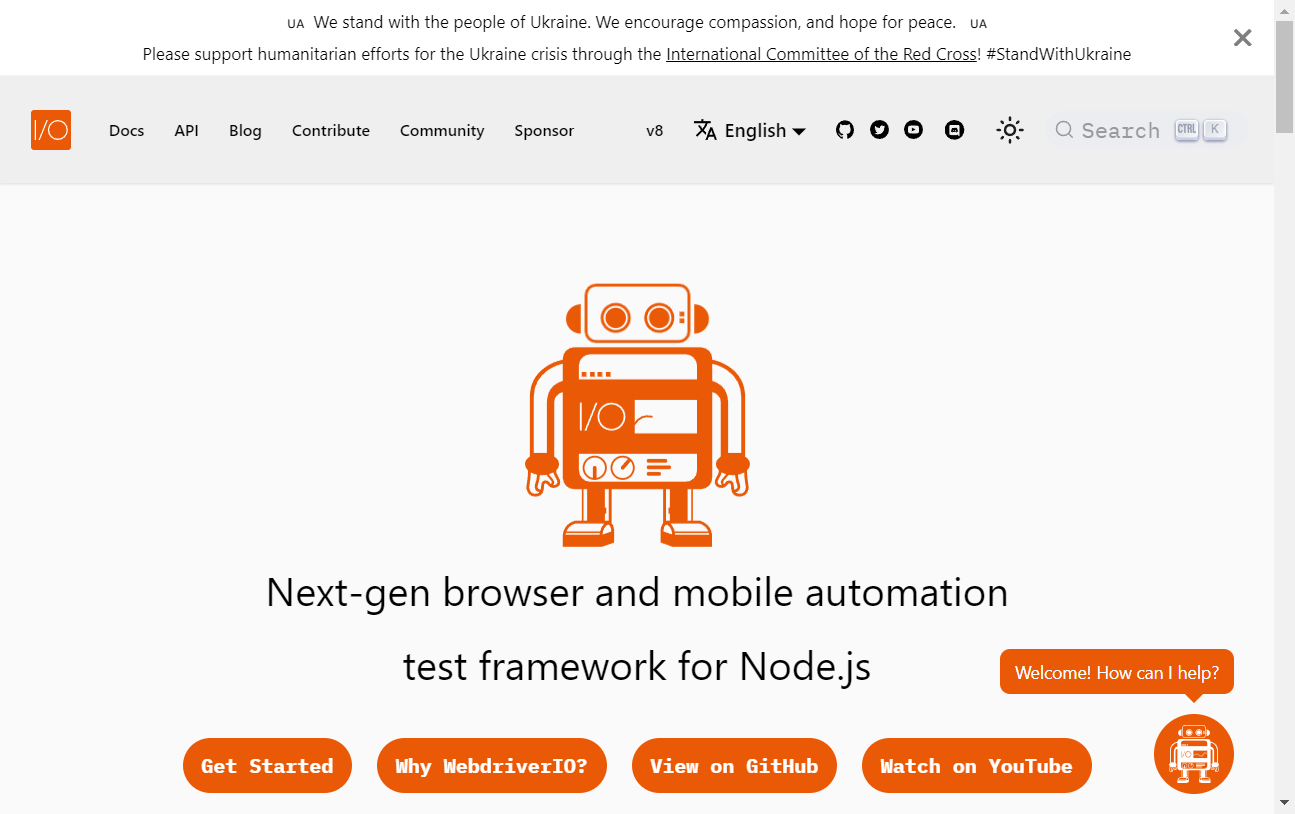 UA We stand with the people of Ukraine. We encourage compassion, and hope for peace. UA
Please support humanitarian efforts for the Ukraine crisis through the International Committee of the Red Cross! #StandWithUkraine
I/O Docs API Blog Contribute Community Sponsor v8 English Search CTRL K
I/O
Next-gen browser and mobile automation
test framework for Node.js
Welcome! How can I help?
Get Started Why WebdriverIO? View on GitHub Watch on YouTube